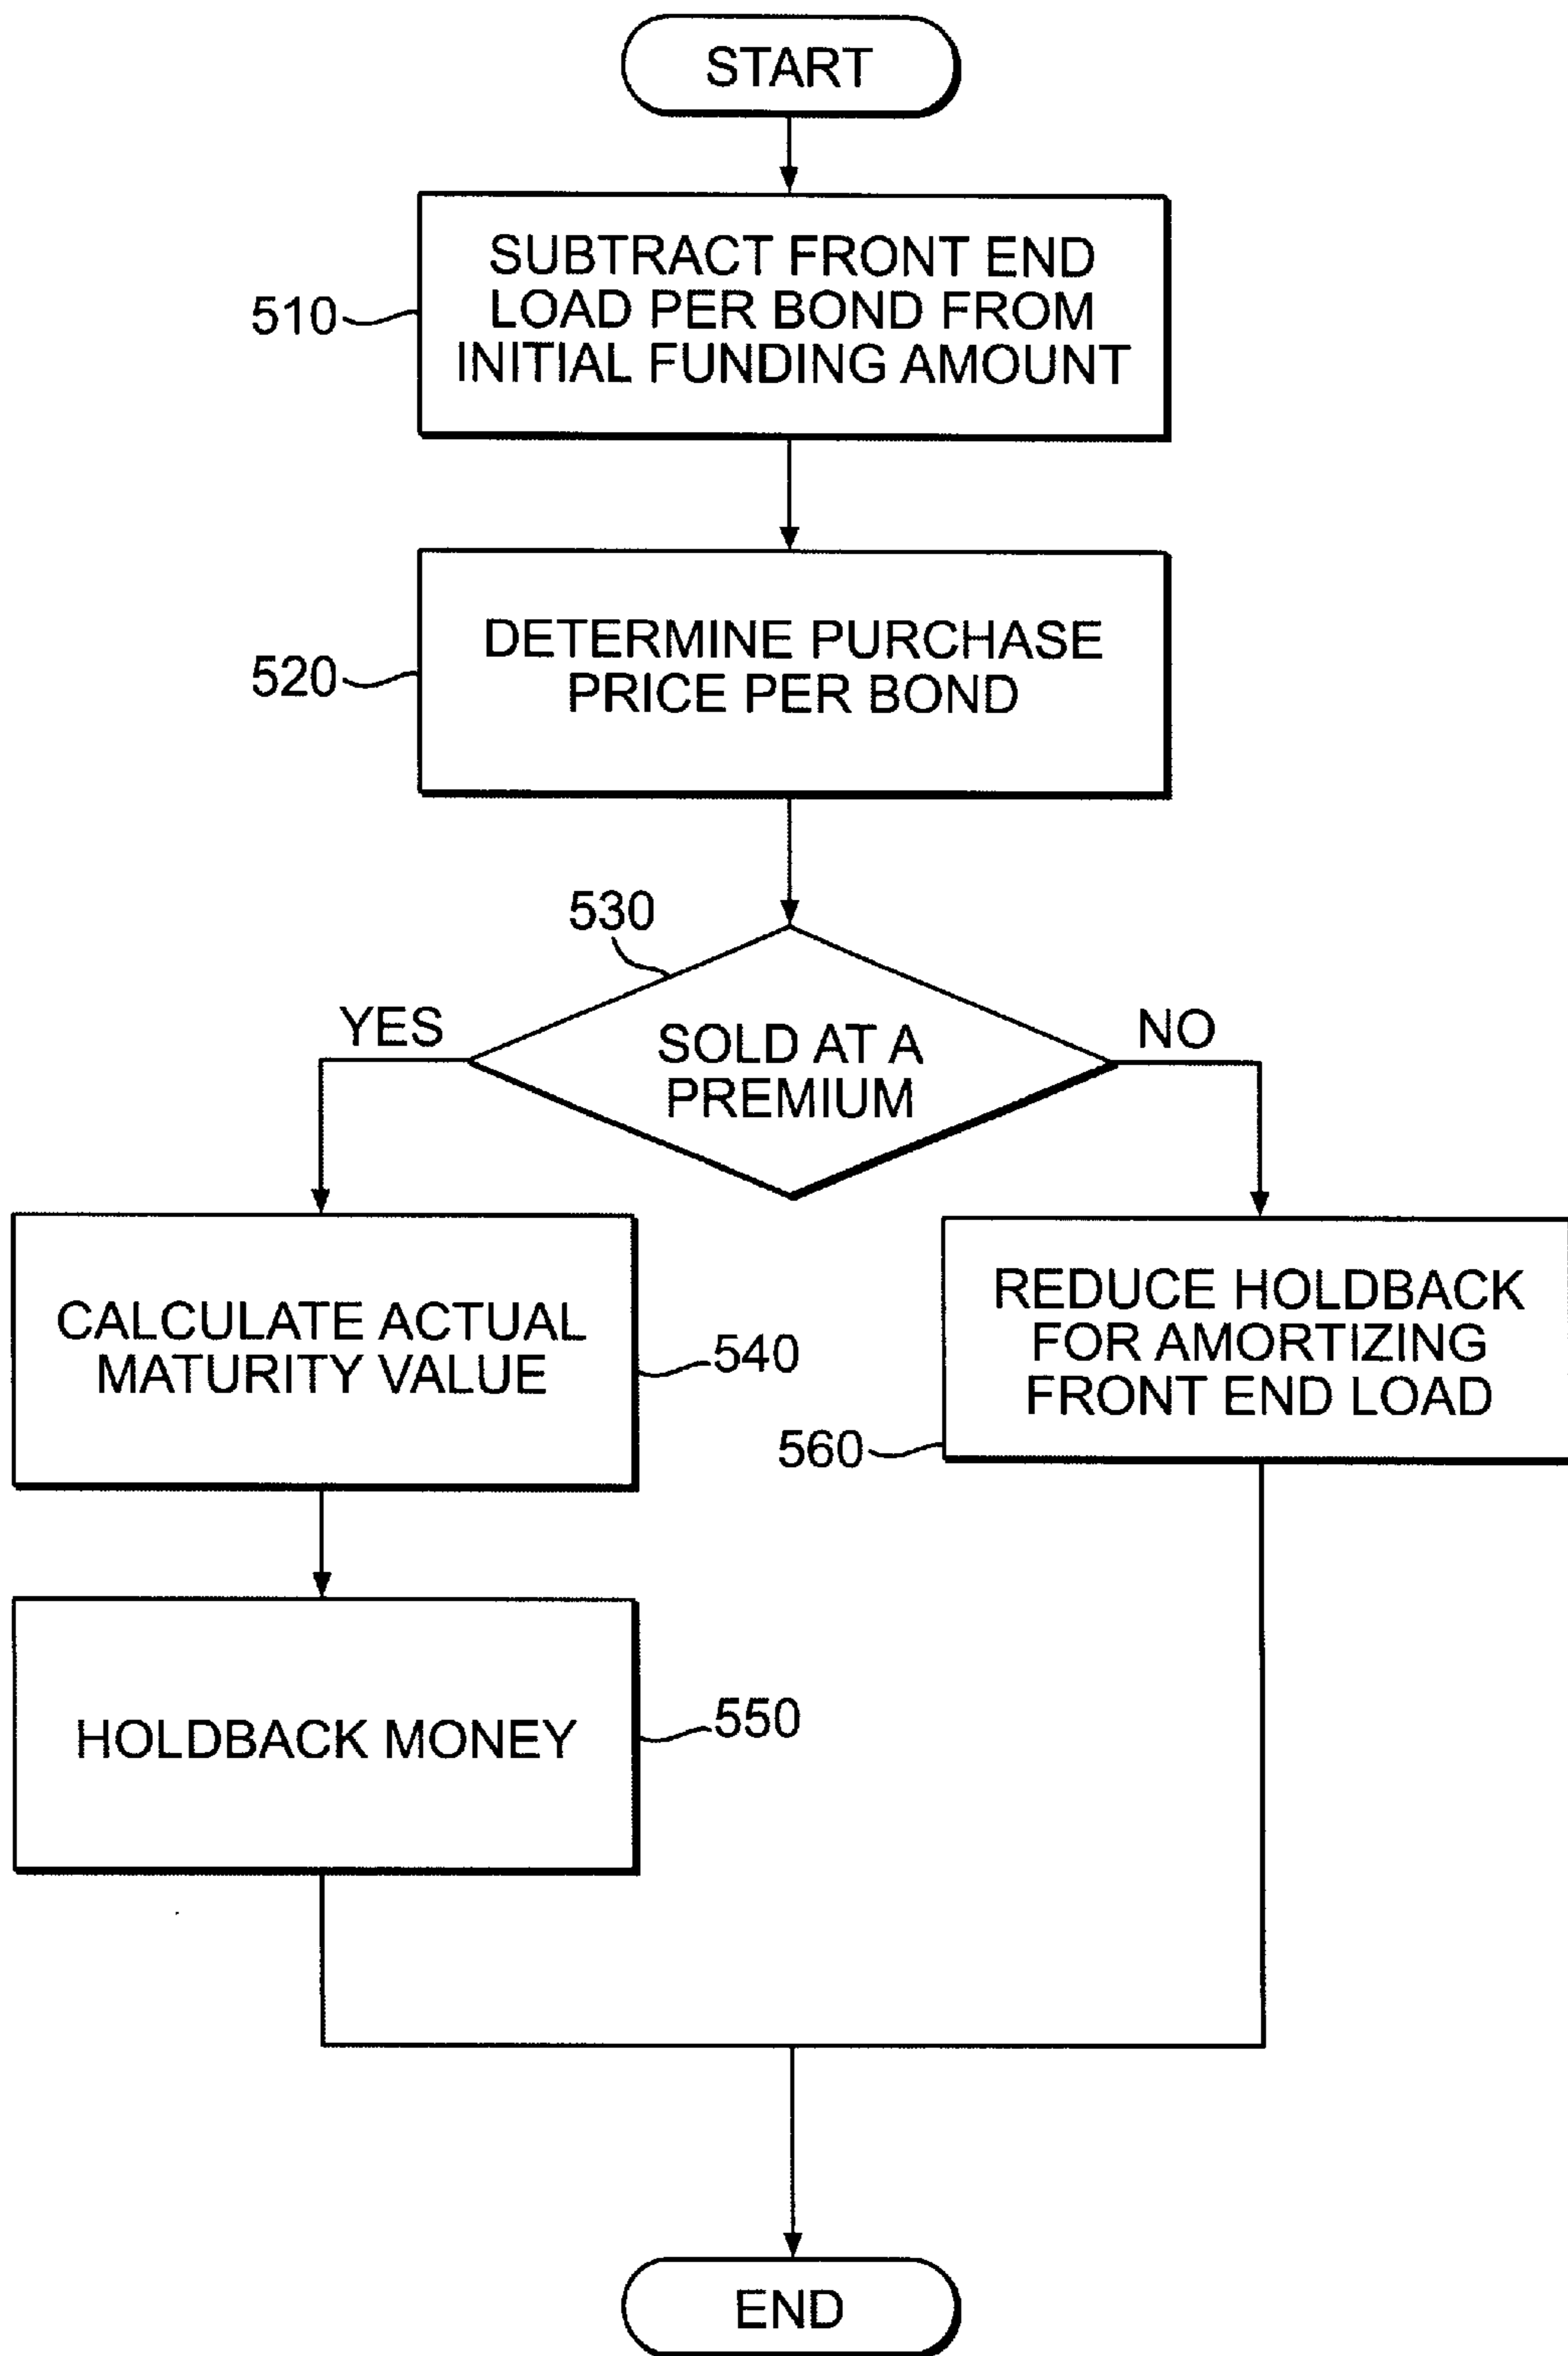 START
510
SUBTRACT FRONT END
LOAD PER BOND FROM
INITIAL FUNDING AMOUNT
520
DETERMINE PURCHASE
PRICE PER BOND
530
YES
SOLD AT A
PREMIUM
NO
CALCULATE ACTUAL
MATURITY VALUE
540
REDUCE HOLDBACK
FOR AMORTIZING
FRONT END LOAD
560
HOLDBACK MONEY
550
END